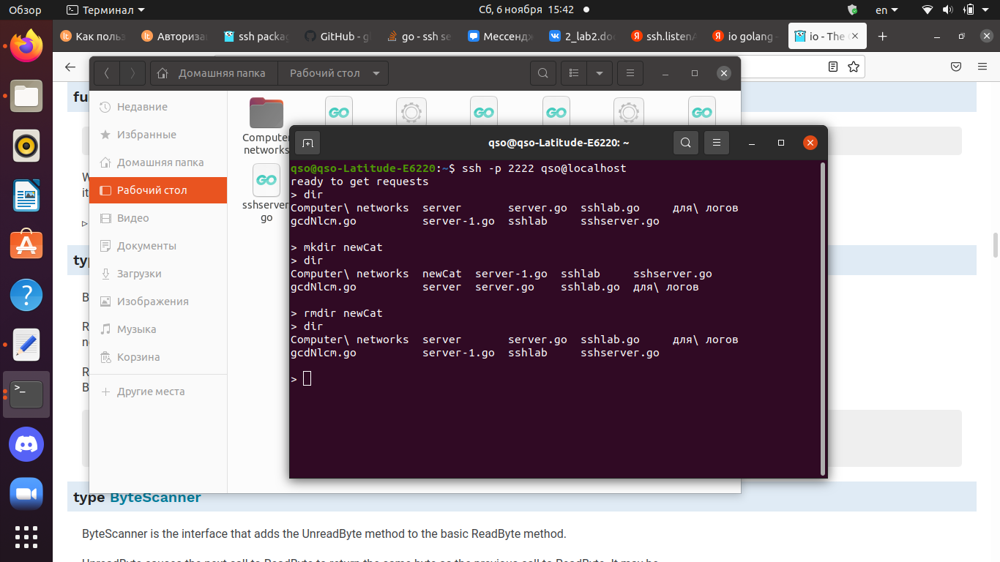 Обзор
Терминал
Сб, 6 ноября 15:42
en
Как польз
Авториза
ssh packa
GitHub - g
go - ssh se
Мессендж
2_lab2.do
ssh.listenA
io golang -
io - The
Домашняя папка
Рабочий стол
Недавние
Избранные
Домашняя папка
Рабочий стол
Видео
Документы
Загрузки
Изображения
Музыка
Корзина
Другие места
Computer
networks
sshserver.
go
qso@qso-Latitude-E6220: ~
qso@qso-Latitude-E6220:~$ ssh -p 2222 qso@localhost
ready to get requests
> dir
Computer\ networks server server.go sshlab.go для\ логов
gcdNlcm.go server-1.go sshlab sshserver.go
> mkdir newCat
> dir
Computer\ networks newCat server-1.go sshlab sshserver.go
gcdNlcm.go server server.go sshlab.go для\ логов
> rmdir newCat
> dir
Computer\ networks server server.go sshlab.go для\ логов
gcdNlcm.go server-1.go sshlab sshserver.go
>
type ByteScanner
ByteScanner is the interface that adds the UnreadByte method to the basic ReadByte method.
UnreadByte causes the next call to ReadByte to return the same byte as the previous call to ReadByte. It may be